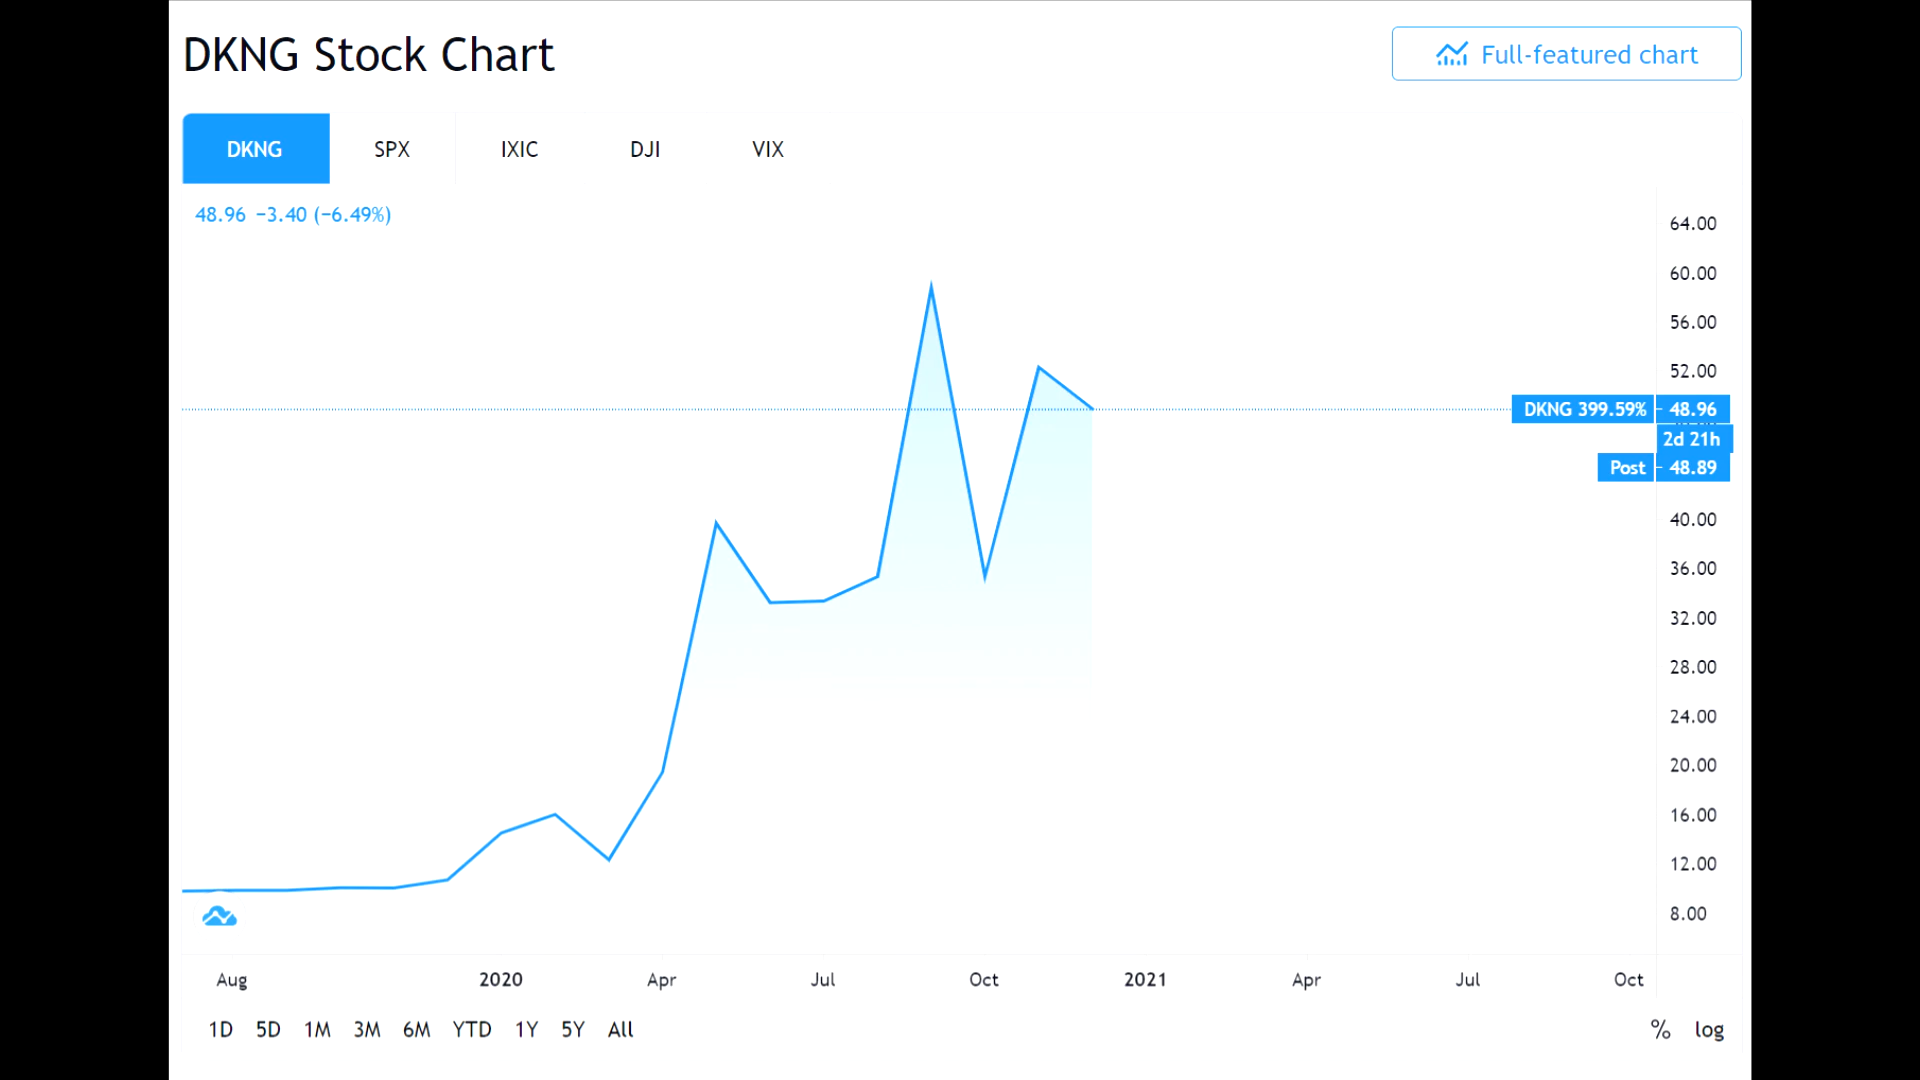 DKNG Stock Chart
Full-featured chart
DKNG SPX IXIC DJI VIX
48.96 −3.40 (−6.49%)
64.00
60.00
56.00
52.00
DKNG 399.59% 48.96
2d 21h
Post 48.89
40.00
36.00
32.00
28.00
24.00
20.00
16.00
12.00
8.00
Aug 2020 Apr Jul Oct 2021 Apr Jul Oct
1D 5D 1M 3M 6M YTD 1Y 5Y All % log